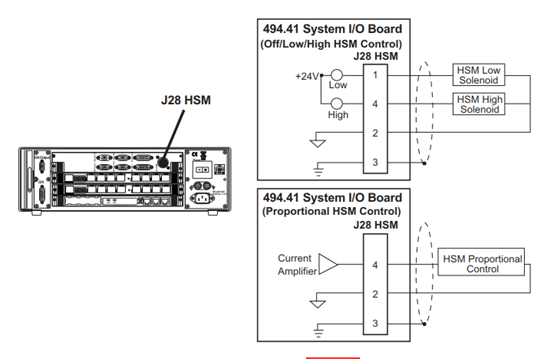 J28 HSM
494.41 System I/O Board
(Off/Low/High HSM Control)
J28 HSM
+24V
Low
High
1
4
2
3
HSM Low
Solenoid
HSM High
Solenoid
494.41 System I/O Board
(Proportional HSM Control)
J28 HSM
Current
Amplifier
4
2
3
HSM Proportional
Control